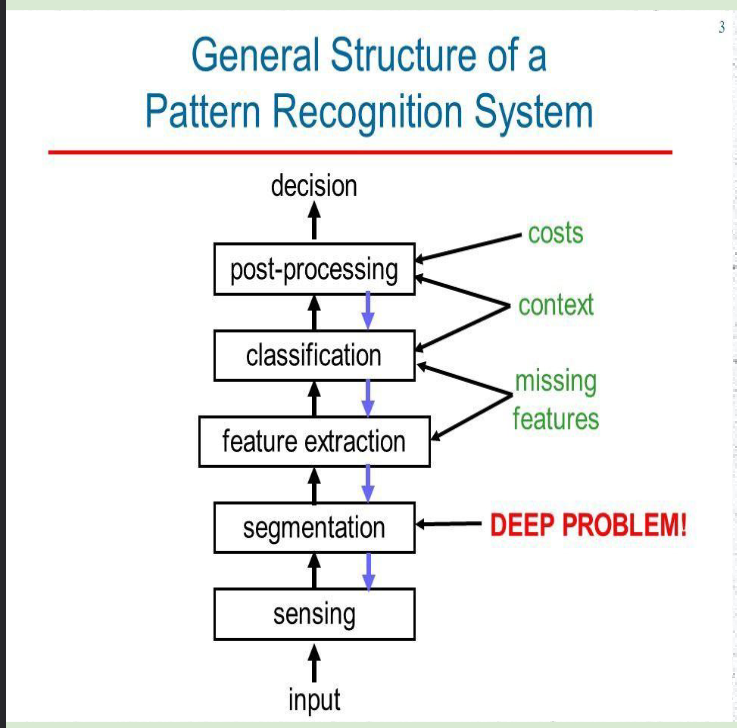 3
General Structure of a
Pattern Recognition System
decision
costs
post-processing
context
classification
missing
features
feature extraction
segmentation
DEEP PROBLEM!
sensing
input